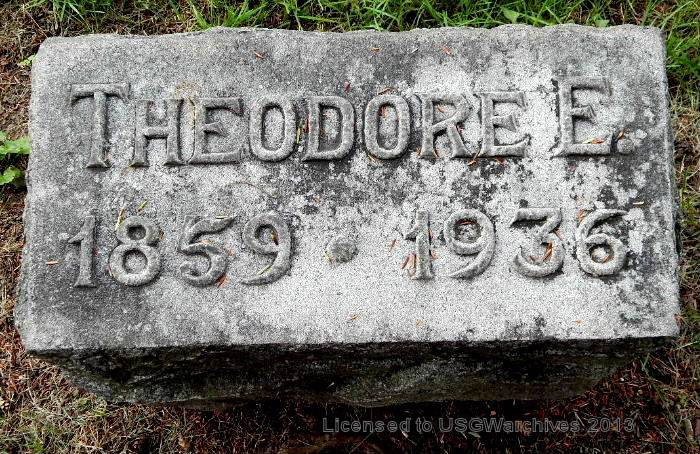 THEODORE E.
1859 • 1936
Licensed to USGWarchives 2013